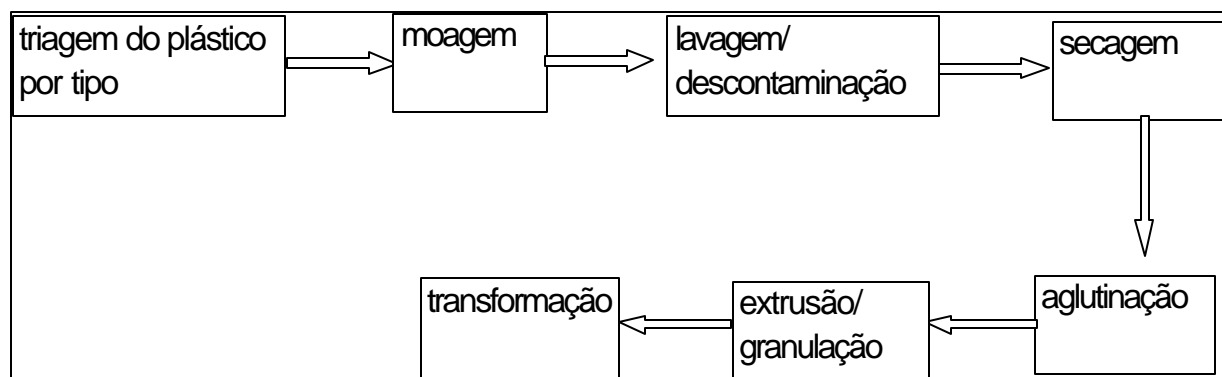 triagem do plástico
por tipo
moagem
lavagem/
descontaminação
secagem
aglutinação
extrusão/
granulação
transformação